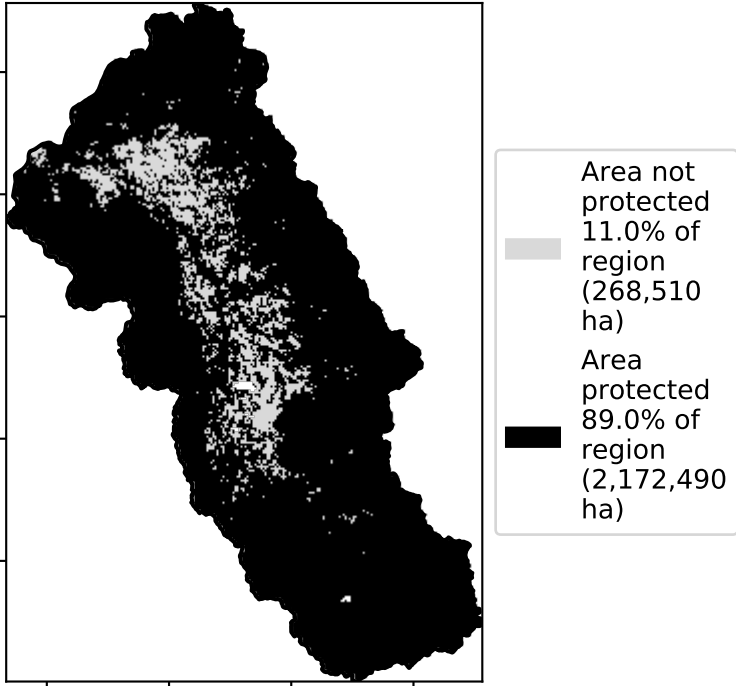 Area not
protected
11.0% of
region
(268,510
ha)
Area
protected
89.0% of
region
(2,172,490
ha)